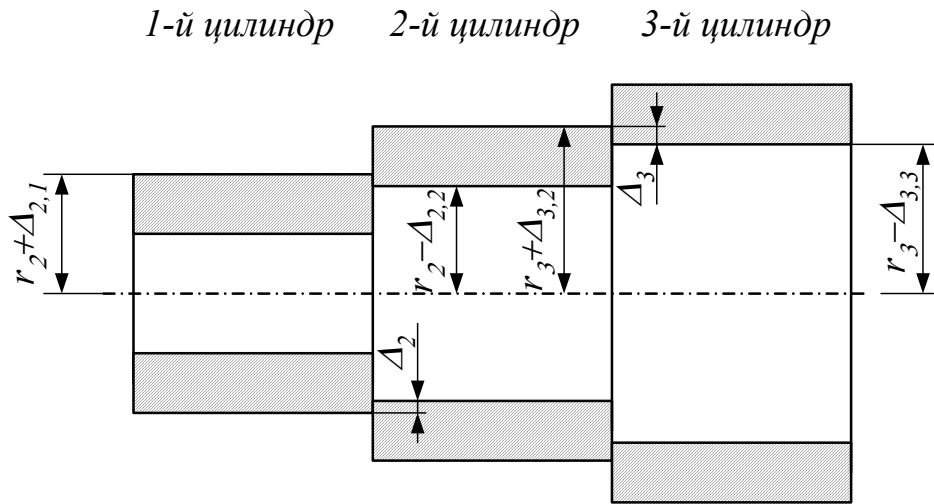 1-й цилиндр 2-й цилиндр 3-й цилиндр
r₂+Δ₂,₁
r₂−Δ₂,₂
r₃+Δ₃,₂
Δ₃
r₃−Δ₃,₃
Δ₂